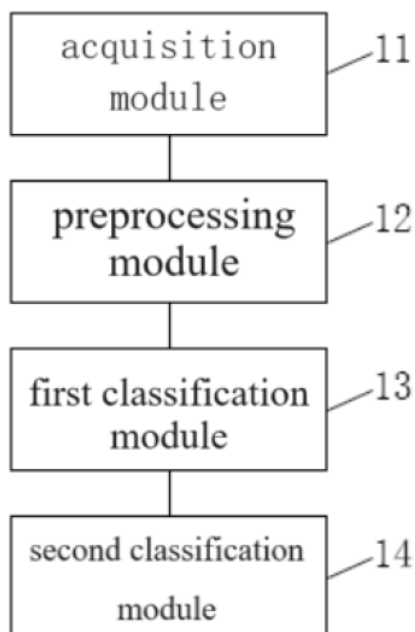 acquisition
module
11
preprocessing
module
12
first classification
module
13
second classification
module
14